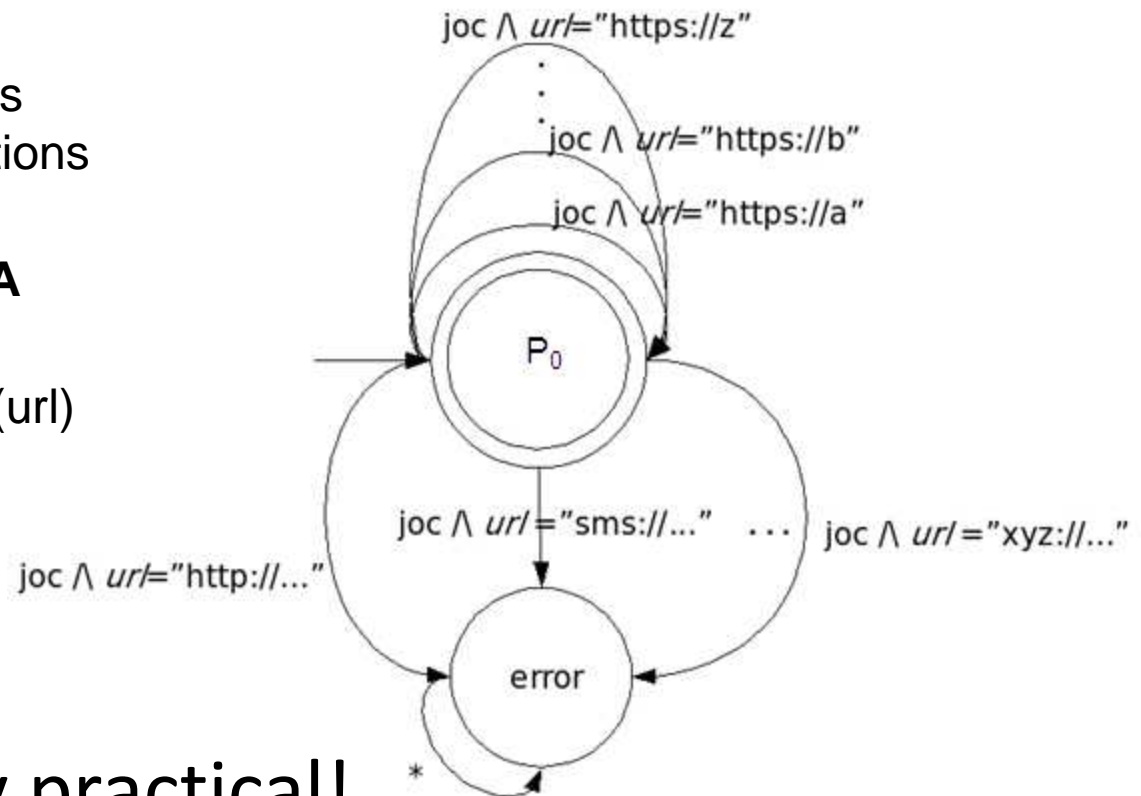 joc /\ url="https://z"
joc /\ url="https://b"
joc /\ url="https://a"
P0
(url)
joc /\ url="sms://..." ... joc /\ url="xyz://..."
joc /\ url="http://..."
error
*
practical!